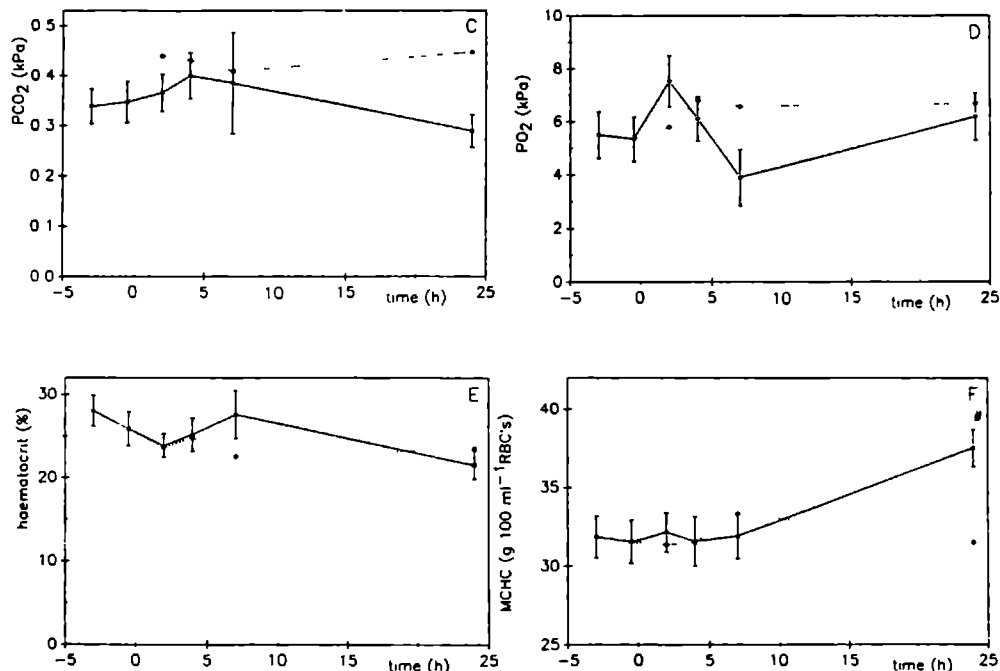 C
PCO2 (kPa)
0 5
0 4
0 3
0 2
0 1
0 0
-5 0 5 10 15 time (h) 25
D
PO2 (kPa)
10
8
6
4
2
0
-5 0 5 10 15 time (h) 25
E
haematocrit (%)
30
20
10
0
-5 0 5 10 15 time (h) 25
F
#
MCHC (g 100 ml-1 RBC's)
40
35
30
25
-5 0 5 10 15 time (h) 25